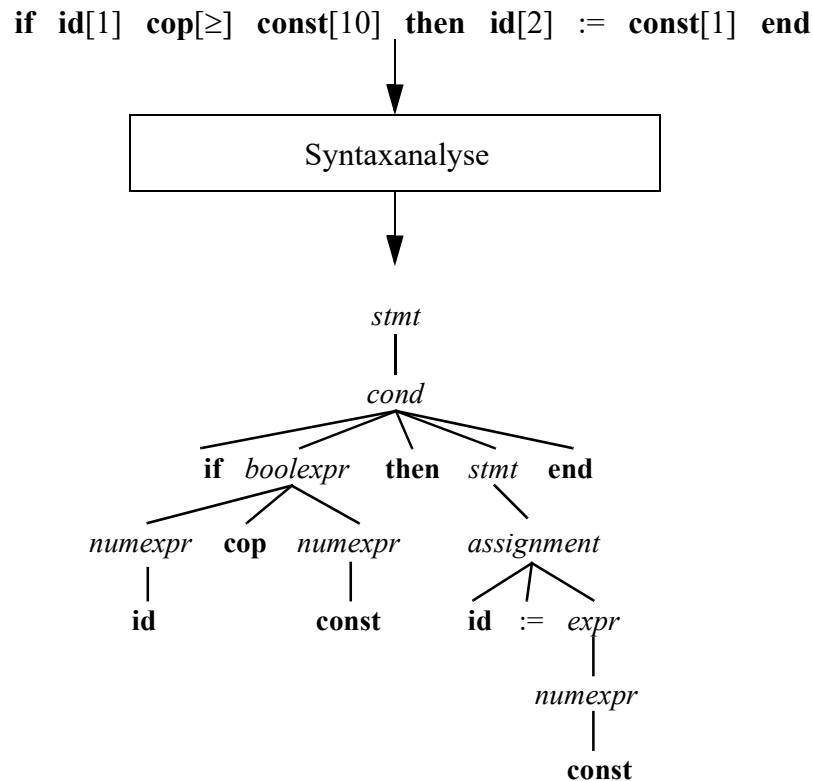 if id[1] cop[≥] const[10] then id[2] := const[1] end
Syntaxanalyse
stmt
cond
if boolexpr then stmt end
numexpr cop numexpr assignment
id const id := expr
numexpr
const